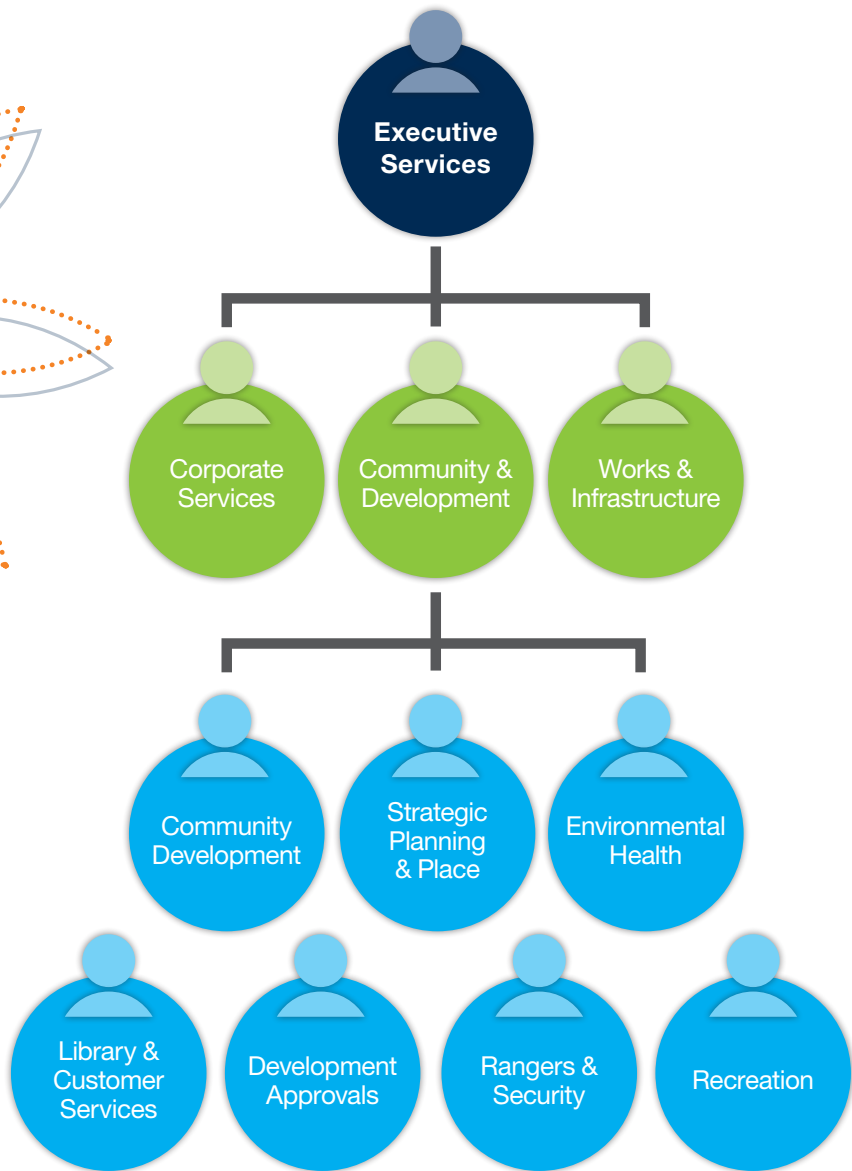 Executive
Services
Corporate
Services
Community &
Development
Works &
Infrastructure
Community
Development
Strategic
Planning
& Place
Environmental
Health
Library &
Customer
Services
Development
Approvals
Rangers &
Security
Recreation